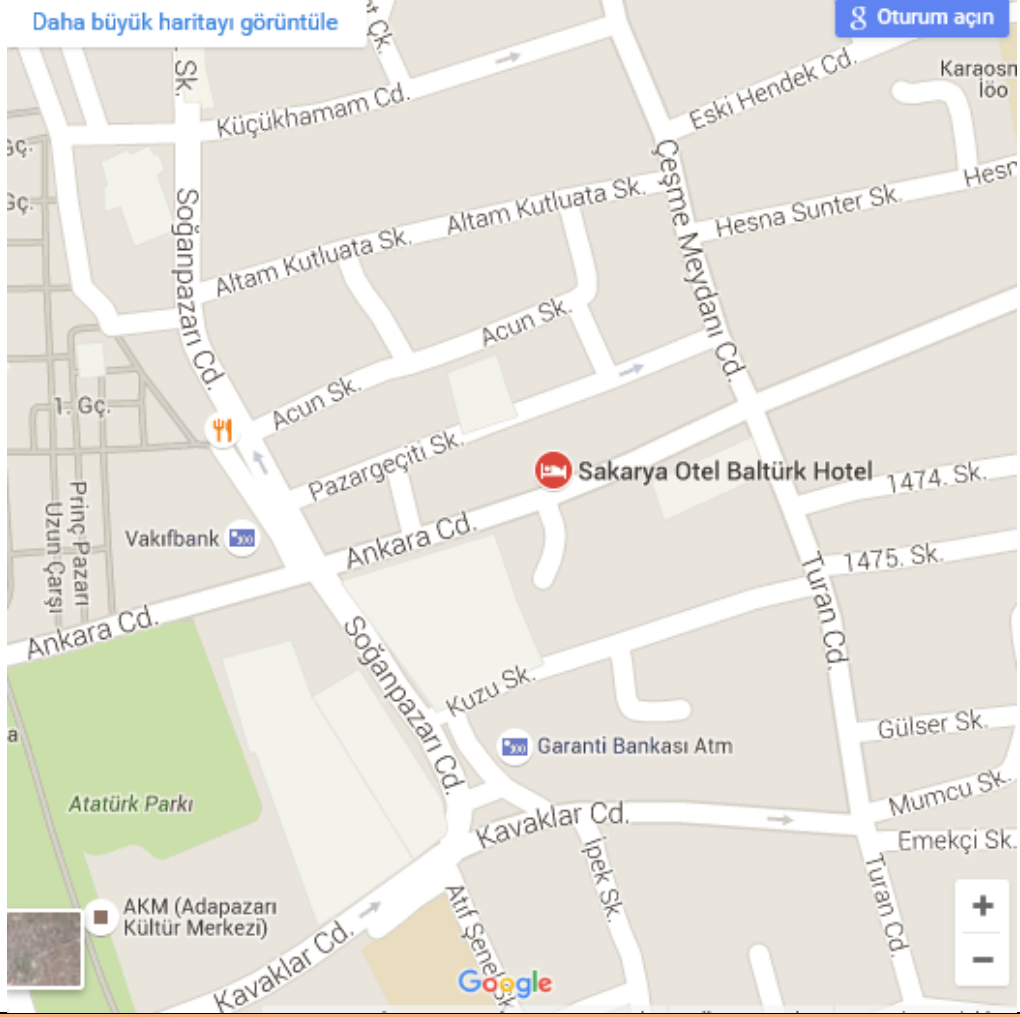 Daha büyük haritayı görüntüle
Oturum açın
Çk.
Sk.
Küçükhamam Cd.
Eski Hendek Cd.
Karaosm
İöo
Gç.
Gç.
Soğanpazarı Cd.
Altam Kutluata Sk.
Altam Kutluata Sk.
Çeşme Meydanı Cd.
Hesna Sunter Sk.
Hesn
Acun Sk.
Acun Sk.
1. Gç.
Pazargeçiti Sk.
Sakarya Otel Baltürk Hotel
1474. Sk.
Prinç Pazarı
Uzun Çarşı
Vakıfbank
Ankara Cd.
1475. Sk.
Ankara Cd.
Soğanpazarı Cd.
Turan Cd.
Kuzu Sk.
Garanti Bankası Atm
Gülser Sk.
a
Atatürk Parkı
Kavaklar Cd.
Mumcu Sk.
Emekçi Sk.
İpek Sk.
Turan Cd.
AKM (Adapazarı
Kültür Merkezi)
Atıf Şenel Sk.
Kavaklar Cd.
Google
+
−